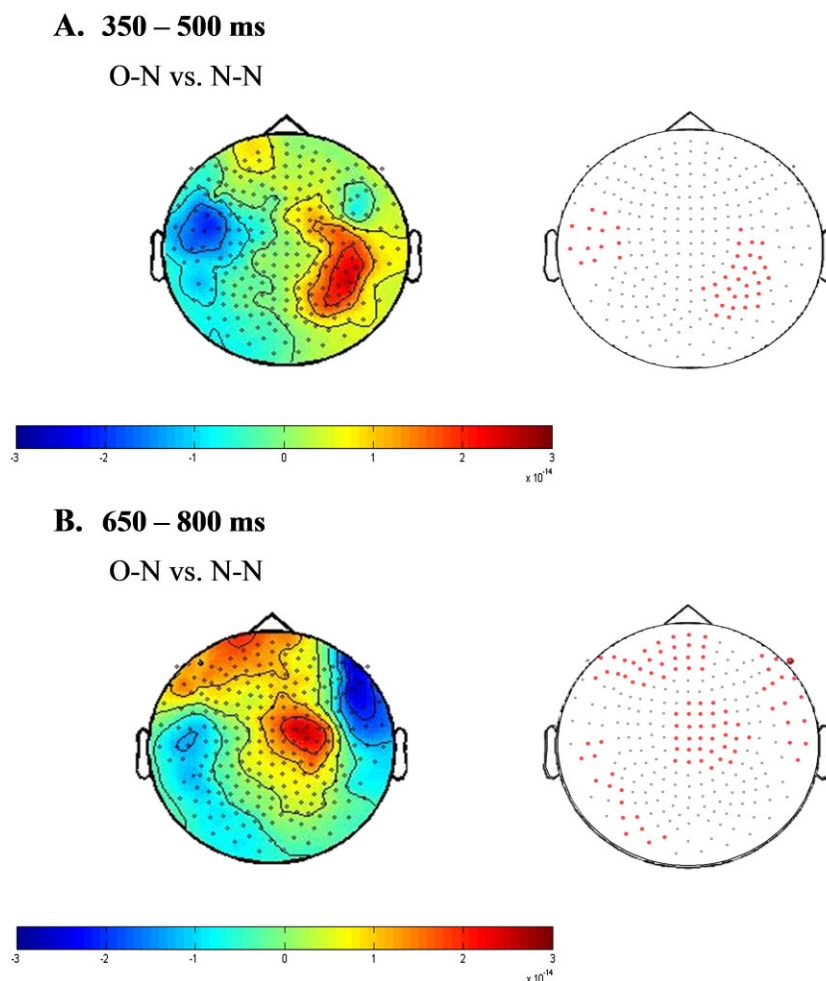 A. 350 – 500 ms
O-N vs. N-N
-3 -2 -1 0 1 2 3
x 10^-14
B. 650 – 800 ms
O-N vs. N-N
-3 -2 -1 0 1 2 3
x 10^-14